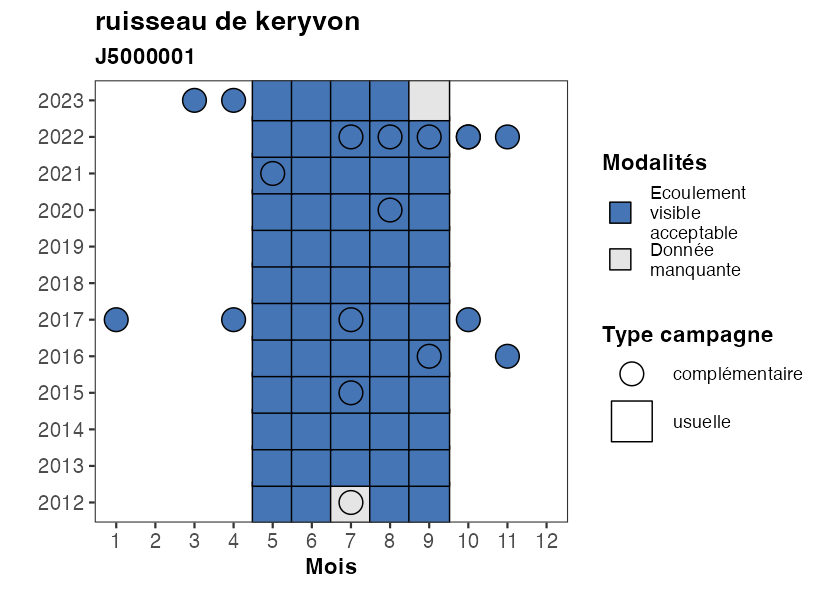 ruisseau de keryvon
J5000001
2023
2022
2021
2020
2019
2018
2017
2016
2015
2014
2013
2012
1 2 3 4 5 6 7 8 9 10 11 12
Mois
Modalités
Ecoulement
visible
acceptable
Donnée
manquante
Type campagne
complémentaire
usuelle